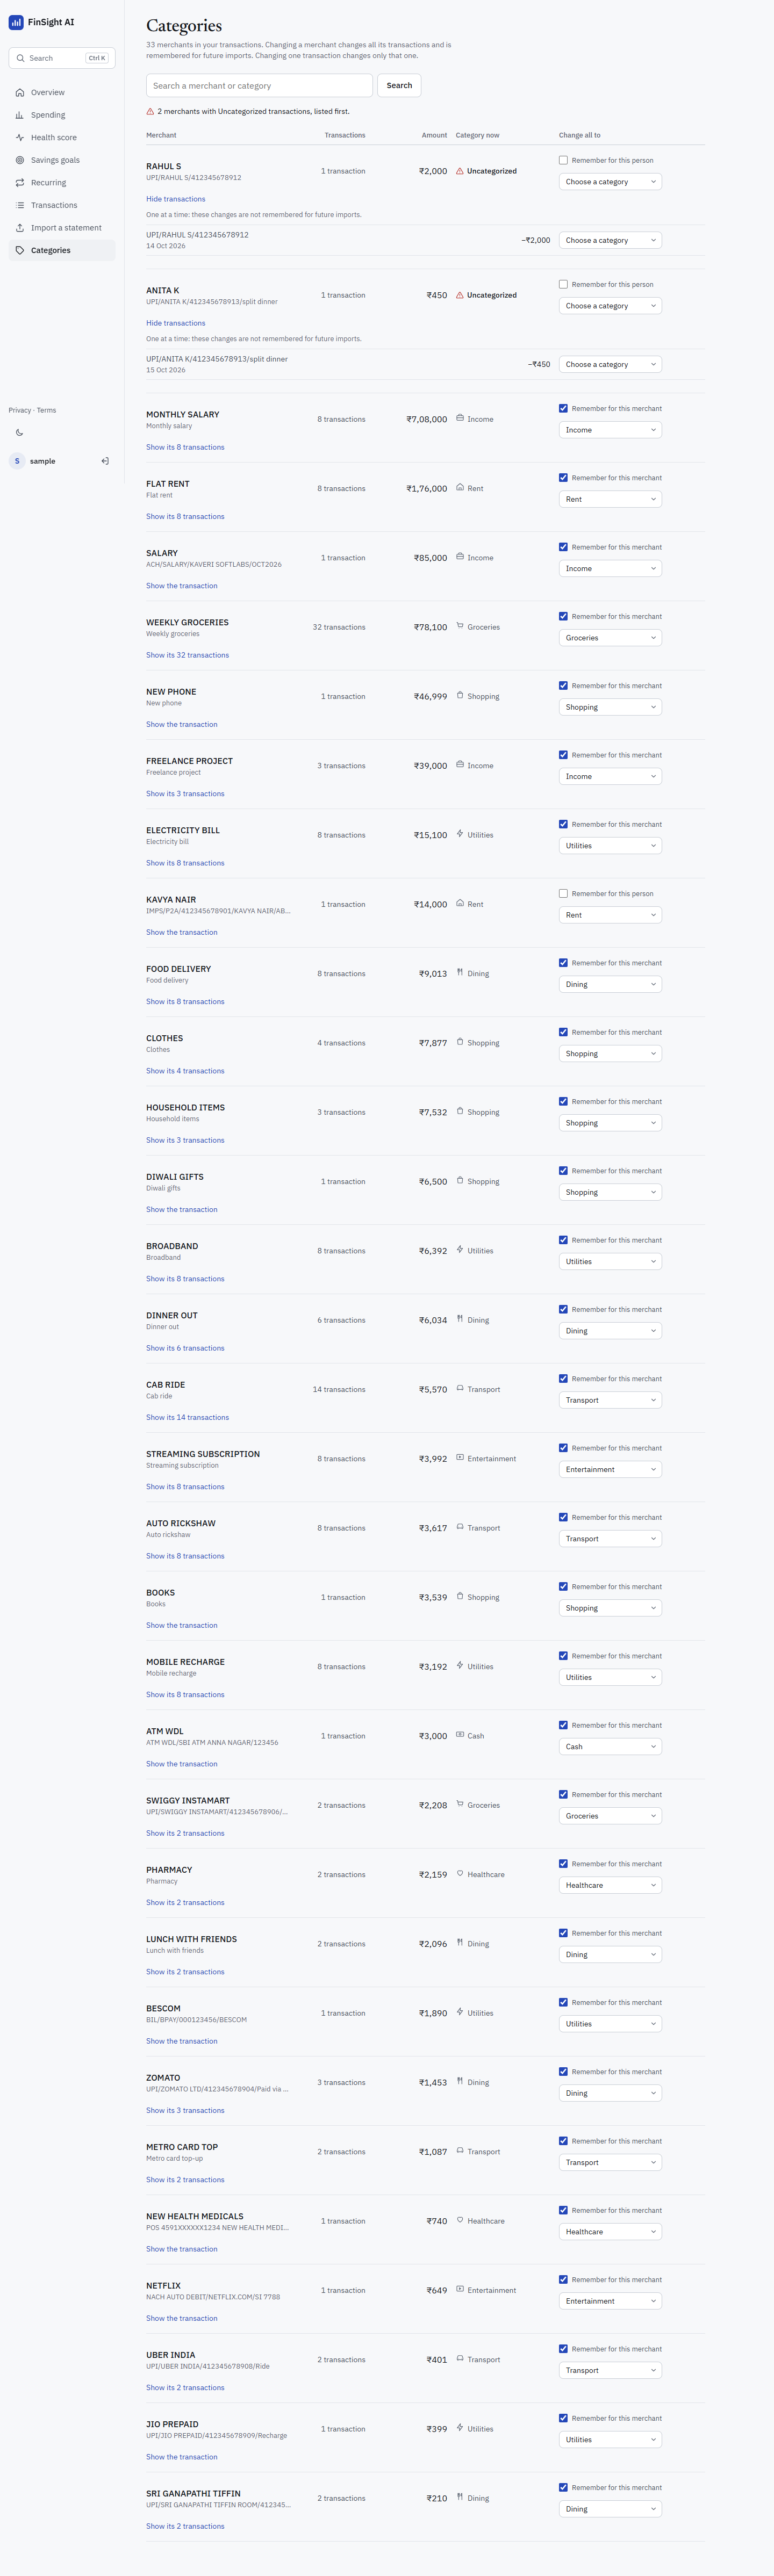 FinSight AI
Search
Ctrl K
Overview
Spending
Health score
Savings goals
Recurring
Transactions
Import a statement
Categories
Privacy · Terms
S
sample
Categories
33 merchants in your transactions. Changing a merchant changes all its transactions and is
remembered for future imports. Changing one transaction changes only that one.
Search a merchant or category
Search
2 merchants with Uncategorized transactions, listed first.
Merchant Transactions Amount Category now Change all to
RAHUL S
UPI/RAHUL S/412345678912
1 transaction ₹2,000 Uncategorized
Remember for this person
Choose a category
Hide transactions
One at a time: these changes are not remembered for future imports.
UPI/RAHUL S/412345678912
14 Oct 2026
−₹2,000 Choose a category
ANITA K
UPI/ANITA K/412345678913/split dinner
1 transaction ₹450 Uncategorized
Remember for this person
Choose a category
Hide transactions
One at a time: these changes are not remembered for future imports.
UPI/ANITA K/412345678913/split dinner
15 Oct 2026
−₹450 Choose a category
MONTHLY SALARY
Monthly salary
8 transactions ₹7,08,000 Income
Remember for this merchant
Income
Show its 8 transactions
FLAT RENT
Flat rent
8 transactions ₹1,76,000 Rent
Remember for this merchant
Rent
Show its 8 transactions
SALARY
ACH/SALARY/KAVERI SOFTLABS/OCT2026
1 transaction ₹85,000 Income
Remember for this merchant
Income
Show the transaction
WEEKLY GROCERIES
Weekly groceries
32 transactions ₹78,100 Groceries
Remember for this merchant
Groceries
Show its 32 transactions
NEW PHONE
New phone
1 transaction ₹46,999 Shopping
Remember for this merchant
Shopping
Show the transaction
FREELANCE PROJECT
Freelance project
3 transactions ₹39,000 Income
Remember for this merchant
Income
Show its 3 transactions
ELECTRICITY BILL
Electricity bill
8 transactions ₹15,100 Utilities
Remember for this merchant
Utilities
Show its 8 transactions
KAVYA NAIR
IMPS/P2A/412345678901/KAVYA NAIR/AB...
1 transaction ₹14,000 Rent
Remember for this person
Rent
Show the transaction
FOOD DELIVERY
Food delivery
8 transactions ₹9,013 Dining
Remember for this merchant
Dining
Show its 8 transactions
CLOTHES
Clothes
4 transactions ₹7,877 Shopping
Remember for this merchant
Shopping
Show its 4 transactions
HOUSEHOLD ITEMS
Household items
3 transactions ₹7,532 Shopping
Remember for this merchant
Shopping
Show its 3 transactions
DIWALI GIFTS
Diwali gifts
1 transaction ₹6,500 Shopping
Remember for this merchant
Shopping
Show the transaction
BROADBAND
Broadband
8 transactions ₹6,392 Utilities
Remember for this merchant
Utilities
Show its 8 transactions
DINNER OUT
Dinner out
6 transactions ₹6,034 Dining
Remember for this merchant
Dining
Show its 6 transactions
CAB RIDE
Cab ride
14 transactions ₹5,570 Transport
Remember for this merchant
Transport
Show its 14 transactions
STREAMING SUBSCRIPTION
Streaming subscription
8 transactions ₹3,992 Entertainment
Remember for this merchant
Entertainment
Show its 8 transactions
AUTO RICKSHAW
Auto rickshaw
8 transactions ₹3,617 Transport
Remember for this merchant
Transport
Show its 8 transactions
BOOKS
Books
1 transaction ₹3,539 Shopping
Remember for this merchant
Shopping
Show the transaction
MOBILE RECHARGE
Mobile recharge
8 transactions ₹3,192 Utilities
Remember for this merchant
Utilities
Show its 8 transactions
ATM WDL
ATM WDL/SBI ATM ANNA NAGAR/123456
1 transaction ₹3,000 Cash
Remember for this merchant
Cash
Show the transaction
SWIGGY INSTAMART
UPI/SWIGGY INSTAMART/412345678906/...
2 transactions ₹2,208 Groceries
Remember for this merchant
Groceries
Show its 2 transactions
PHARMACY
Pharmacy
2 transactions ₹2,159 Healthcare
Remember for this merchant
Healthcare
Show its 2 transactions
LUNCH WITH FRIENDS
Lunch with friends
2 transactions ₹2,096 Dining
Remember for this merchant
Dining
Show its 2 transactions
BESCOM
BIL/BPAY/000123456/BESCOM
1 transaction ₹1,890 Utilities
Remember for this merchant
Utilities
Show the transaction
ZOMATO
UPI/ZOMATO LTD/412345678904/Paid via ...
3 transactions ₹1,453 Dining
Remember for this merchant
Dining
Show its 3 transactions
METRO CARD TOP
Metro card top-up
2 transactions ₹1,087 Transport
Remember for this merchant
Transport
Show its 2 transactions
NEW HEALTH MEDICALS
POS 4591XXXXXX1234 NEW HEALTH MEDI...
1 transaction ₹740 Healthcare
Remember for this merchant
Healthcare
Show the transaction
NETFLIX
NACH AUTO DEBIT/NETFLIX.COM/SI 7788
1 transaction ₹649 Entertainment
Remember for this merchant
Entertainment
Show the transaction
UBER INDIA
UPI/UBER INDIA/412345678908/Ride
2 transactions ₹401 Transport
Remember for this merchant
Transport
Show its 2 transactions
JIO PREPAID
UPI/JIO PREPAID/412345678909/Recharge
1 transaction ₹399 Utilities
Remember for this merchant
Utilities
Show the transaction
SRI GANAPATHI TIFFIN
UPI/SRI GANAPATHI TIFFIN ROOM/412345...
2 transactions ₹210 Dining
Remember for this merchant
Dining
Show its 2 transactions